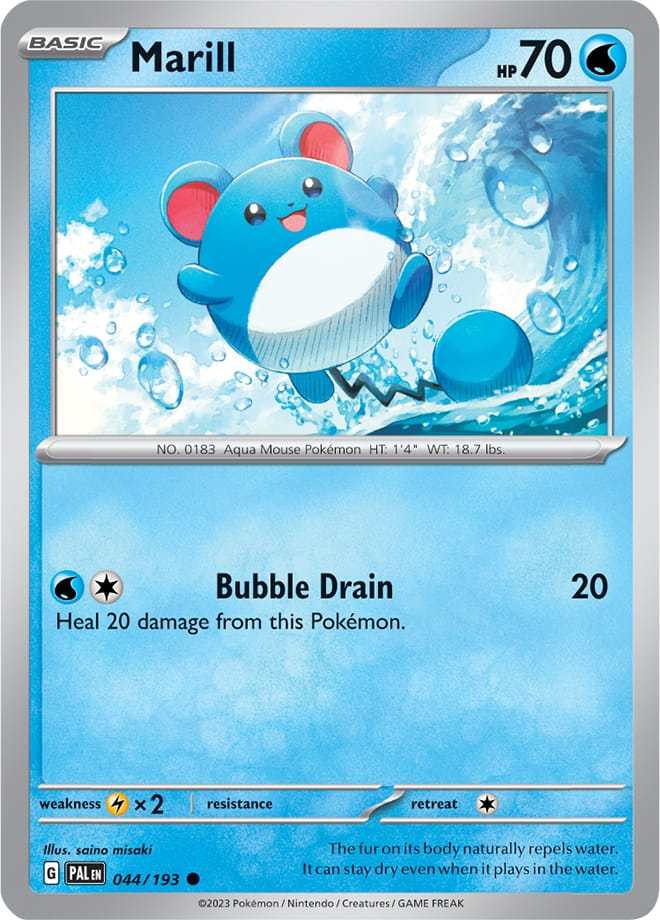 BASIC
Marill
HP 70
NO. 0183 Aqua Mouse Pokémon HT: 1'4" WT: 18.7 lbs.
Bubble Drain 20
Heal 20 damage from this Pokémon.
weakness ×2 resistance retreat
Illus. saino misaki
The fur on its body naturally repels water.
It can stay dry even when it plays in the water.
G PAL EN 044/193
©2023 Pokémon / Nintendo / Creatures / GAME FREAK